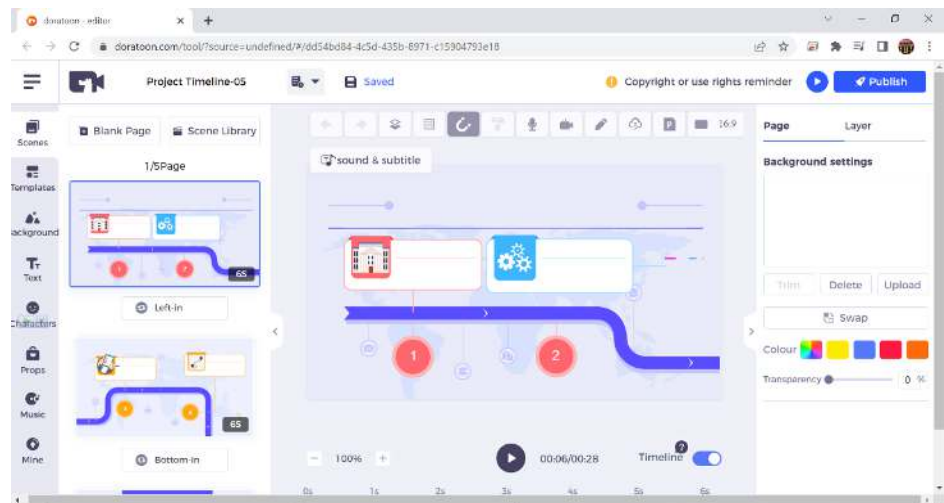 doratoon - editor
doratoon.com/tool/?source=undefined/#/dd54bd84-4c5d-435b-8971-c15904793e18
Project Timeline-05
Saved
Copyright or use rights reminder
Publish
Scenes
Templates
ackground
Text
Characters
Props
Music
Mine
Blank Page
Scene Library
1/5Page
1
2
6S
Left-in
6S
Bottom-in
16:9
sound & subtitle
1
2
100%
00:06/00:28
Timeline
0s 1s 2s 3s 4s 5s 6s
Page
Layer
Background settings
Trim
Delete
Upload
Swap
Colour
Transparency
0 %